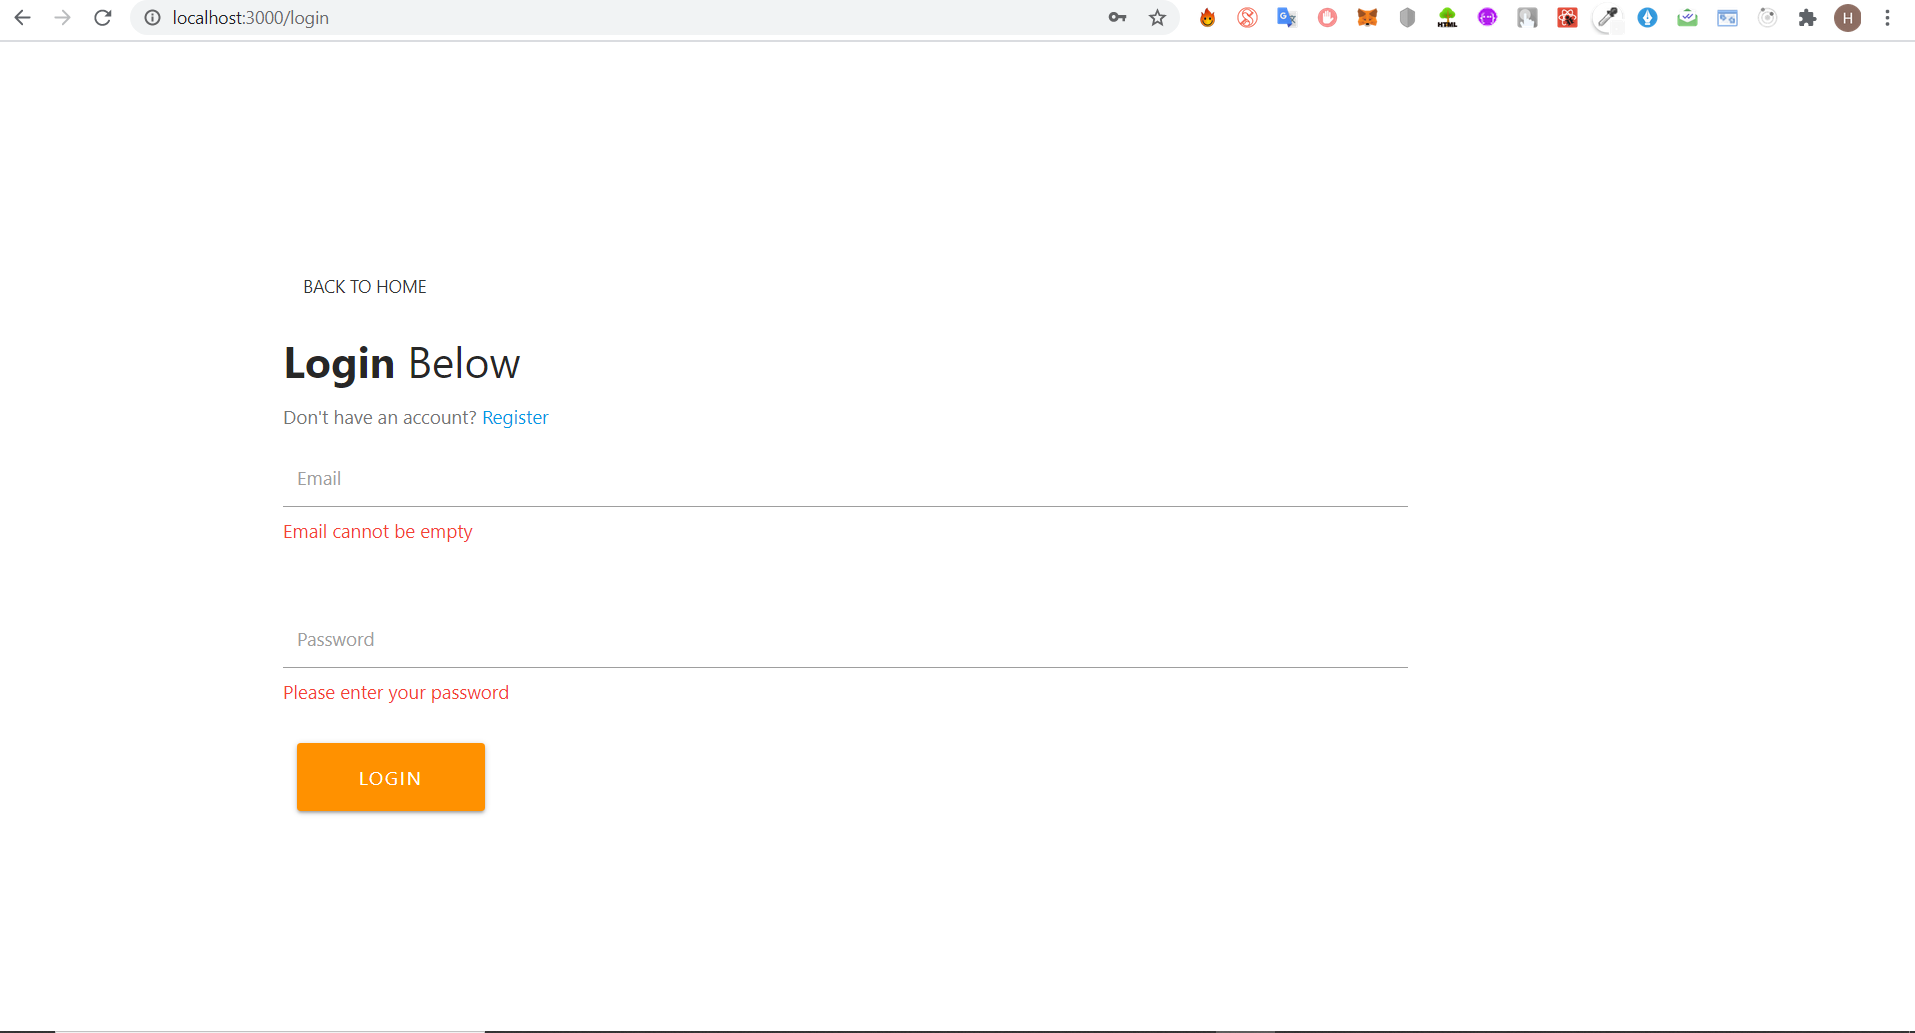 localhost:3000/login
HTML
H
BACK TO HOME
Login Below
Don't have an account? Register
Email
Email cannot be empty
Password
Please enter your password
LOGIN